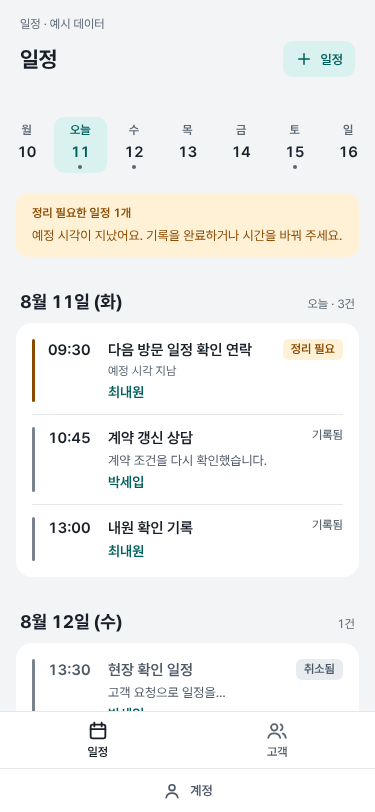 일정 · 예시 데이터
일정
일정
월
오늘
수
목
금
토
일
10
11
12
13
14
15
16
정리 필요한 일정 1개
예정 시각이 지났어요. 기록을 완료하거나 시간을 바꿔 주세요.
8월 11일 (화)
오늘 · 3건
09:30
다음 방문 일정 확인 연락
정리 필요
예정 시각 지남
최내원
10:45
계약 갱신 상담
기록됨
계약 조건을 다시 확인했습니다.
박세입
13:00
내원 확인 기록
기록됨
최내원
8월 12일 (수)
1건
13:30
현장 확인 일정
취소됨
고객 요청으로 일정을...
일정
고객
계정